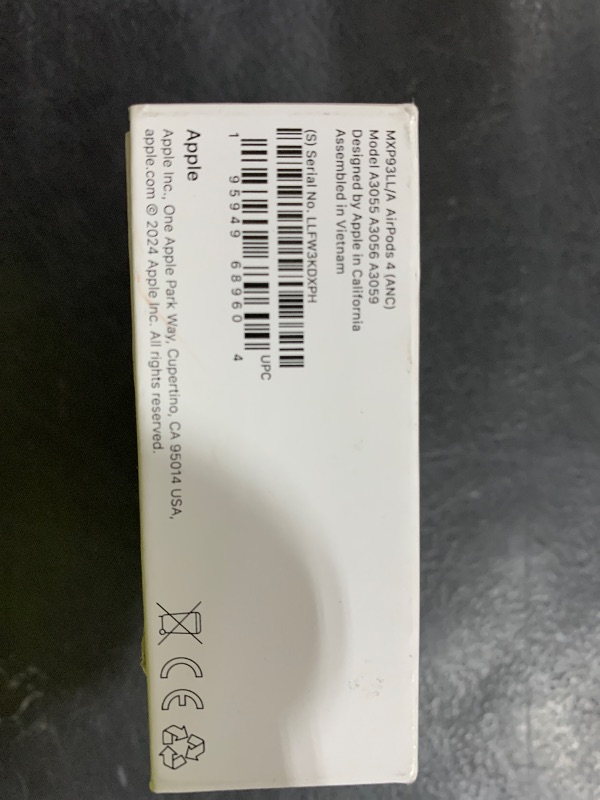 MXP93LL/A AirPods 4 (ANC)
Model A3055 A3056 A3059
Designed by Apple in California
Assembled in Vietnam
(S) Serial No. LLFW3KDXPH
UPC
1 95949 68960 4
Apple
Apple Inc., One Apple Park Way, Cupertino, CA 95014 USA,
apple.com © 2024 Apple Inc. All rights reserved.
CE